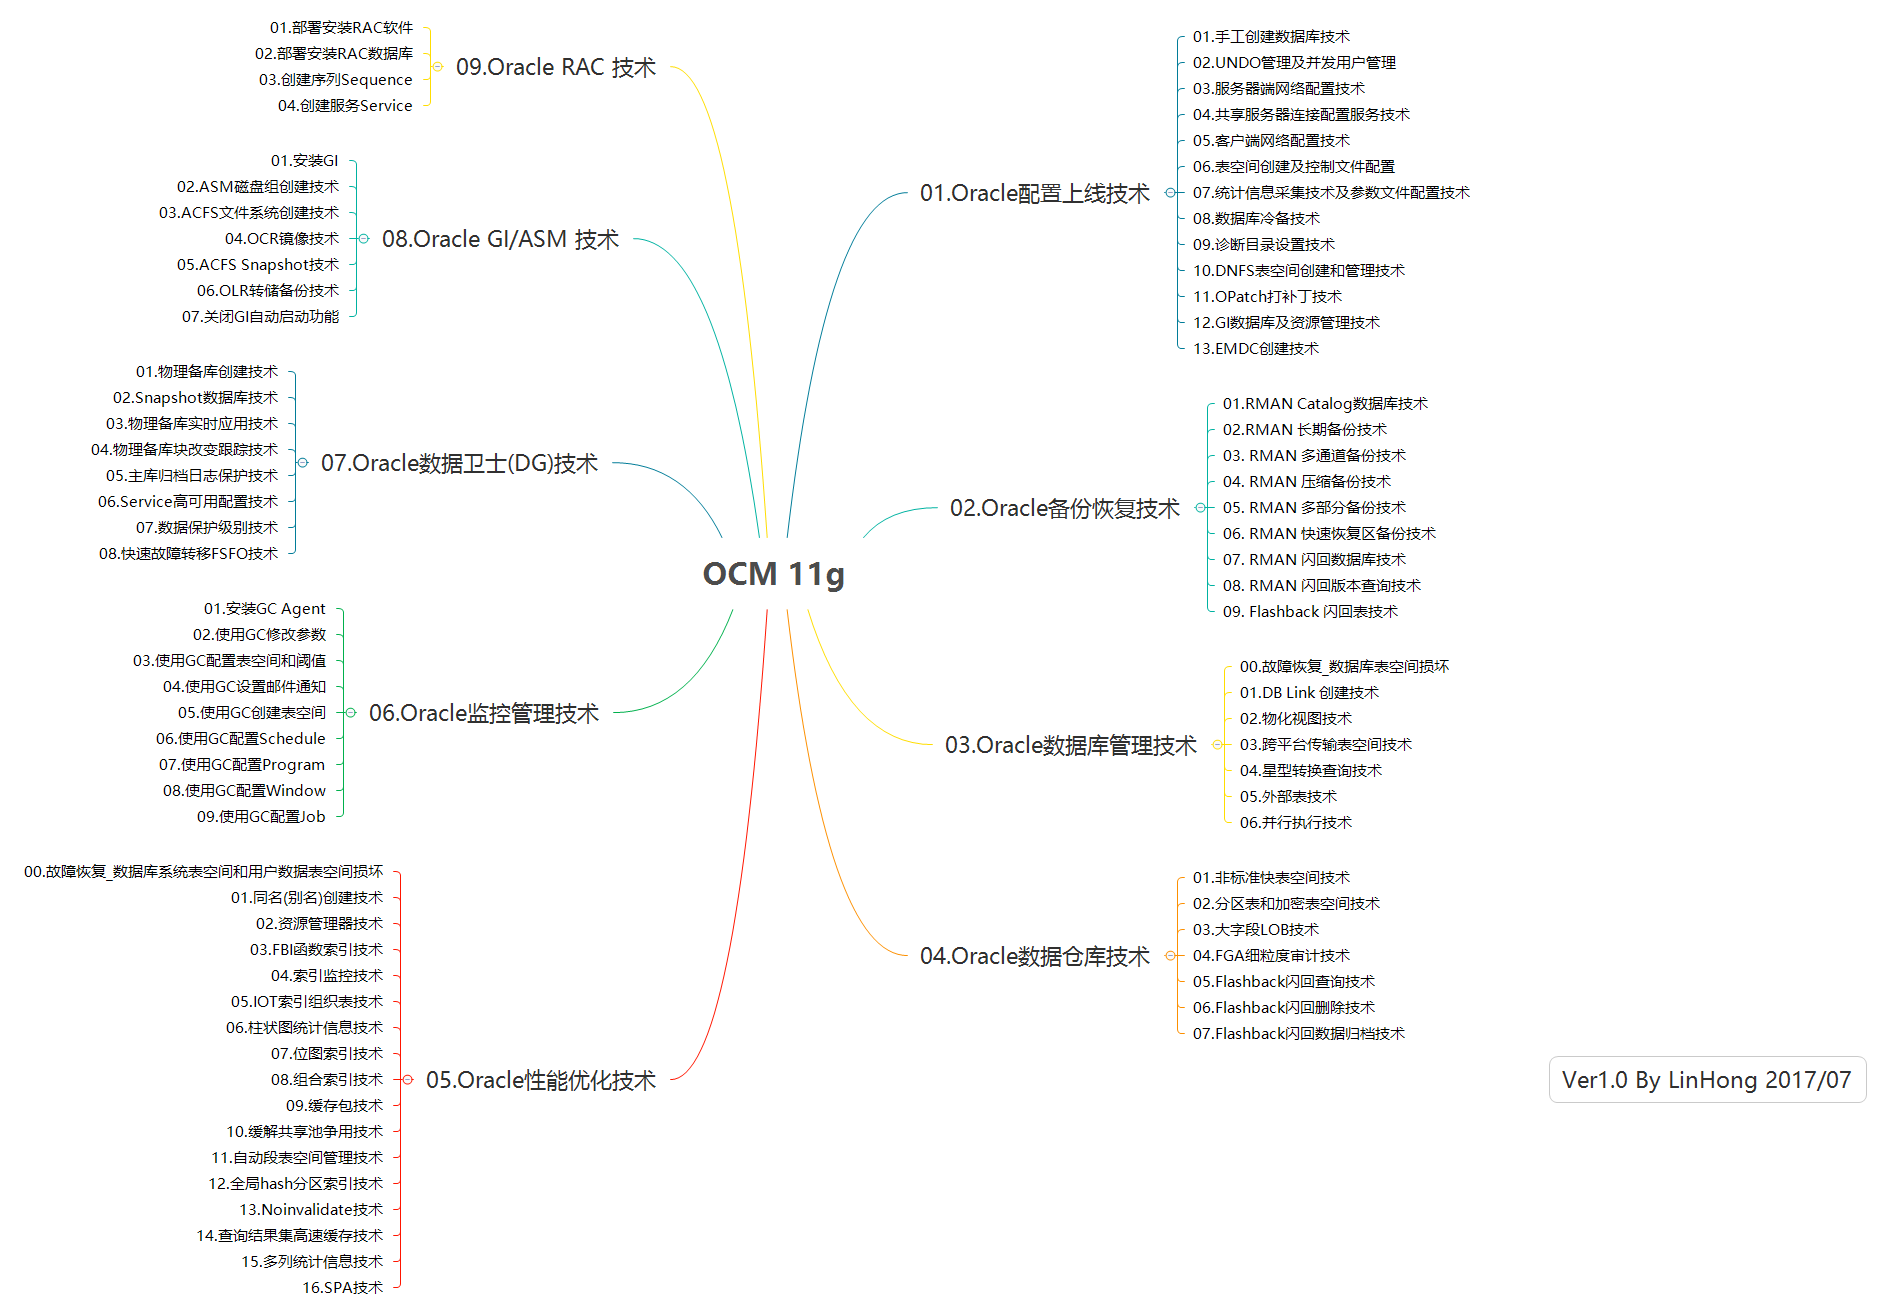 OCM 11g
01.Oracle配置上线技术
01.手工创建数据库技术
02.UNDO管理及并发用户管理
03.服务器端网络配置技术
04.共享服务器连接配置服务技术
05.客户端网络配置技术
06.表空间创建及控制文件配置
07.统计信息采集技术及参数文件配置技术
08.数据库冷备技术
09.诊断目录设置技术
10.DNFS表空间创建和管理技术
11.OPatch打补丁技术
12.GI数据库及资源管理技术
13.EMDC创建技术
02.Oracle备份恢复技术
01.RMAN Catalog数据库技术
02.RMAN 长期备份技术
03. RMAN 多通道备份技术
04. RMAN 压缩备份技术
05. RMAN 多部分备份技术
06. RMAN 快速恢复区备份技术
07. RMAN 闪回数据库技术
08. RMAN 闪回版本查询技术
09. Flashback 闪回表技术
03.Oracle数据库管理技术
00.故障恢复_数据库表空间损坏
01.DB Link 创建技术
02.物化视图技术
03.跨平台传输表空间技术
04.星型转换查询技术
05.外部表技术
06.并行执行技术
04.Oracle数据仓库技术
01.非标准快表空间技术
02.分区表和加密表空间技术
03.大字段LOB技术
04.FGA细粒度审计技术
05.Flashback闪回查询技术
06.Flashback闪回删除技术
07.Flashback闪回数据归档技术
05.Oracle性能优化技术
00.故障恢复_数据库系统表空间和用户数据表空间损坏
01.同名(别名)创建技术
02.资源管理器技术
03.FBI函数索引技术
04.索引监控技术
05.IOT索引组织表技术
06.柱状图统计信息技术
07.位图索引技术
08.组合索引技术
09.缓存包技术
10.缓解共享池争用技术
11.自动段表空间管理技术
12.全局hash分区索引技术
13.Noinvalidate技术
14.查询结果集高速缓存技术
15.多列统计信息技术
16.SPA技术
06.Oracle监控管理技术
01.安装GC Agent
02.使用GC修改参数
03.使用GC配置表空间和阈值
04.使用GC设置邮件通知
05.使用GC创建表空间
06.使用GC配置Schedule
07.使用GC配置Program
08.使用GC配置Window
09.使用GC配置Job
07.Oracle数据卫士(DG)技术
01.物理备库创建技术
02.Snapshot数据库技术
03.物理备库实时应用技术
04.物理备库块改变跟踪技术
05.主库归档日志保护技术
06.Service高可用配置技术
07.数据保护级别技术
08.快速故障转移FSFO技术
08.Oracle GI/ASM 技术
01.安装GI
02.ASM磁盘组创建技术
03.ACFS文件系统创建技术
04.OCR镜像技术
05.ACFS Snapshot技术
06.OLR转储备份技术
07.关闭GI自动启动功能
09.Oracle RAC 技术
01.部署安装RAC软件
02.部署安装RAC数据库
03.创建序列Sequence
04.创建服务Service
Ver1.0 By LinHong 2017/07